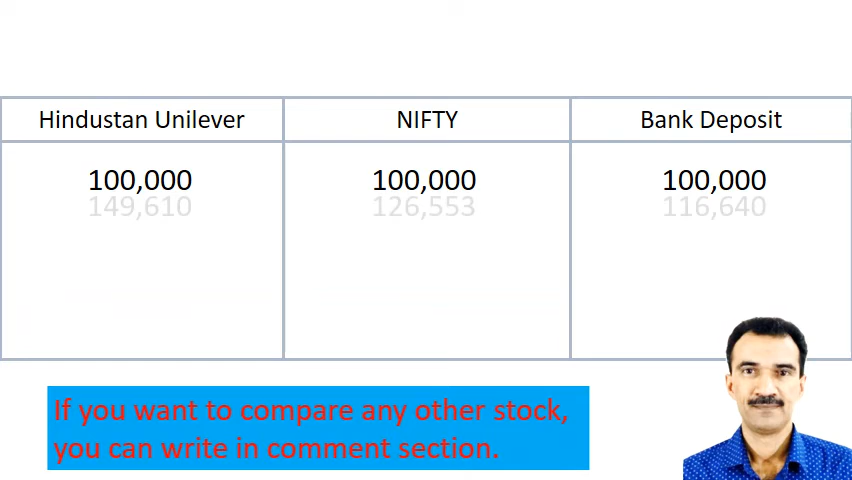 Hindustan Unilever NIFTY Bank Deposit
100,000 100,000 100,000
149,610 126,553 116,640
If you want to compare any other stock,
you can write in comment section.